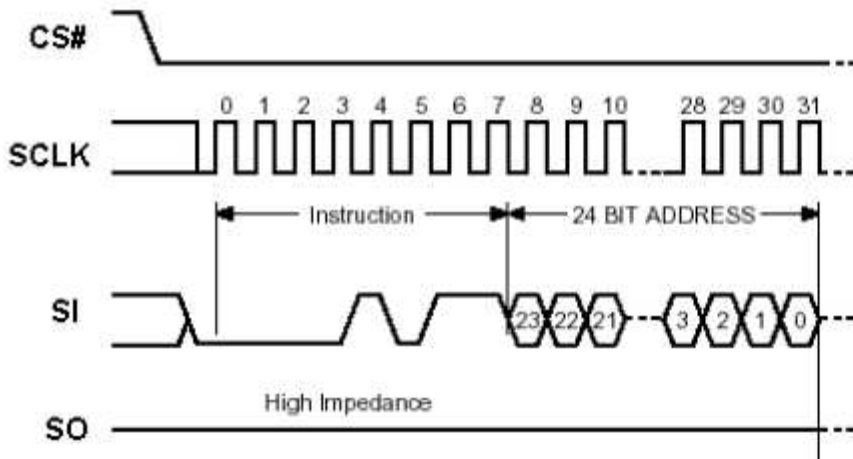 CS#
0 1 2 3 4 5 6 7 8 9 10 28 29 30 31
SCLK
Instruction 24 BIT ADDRESS
SI
23 22 21 3 2 1 0
High Impedance
SO